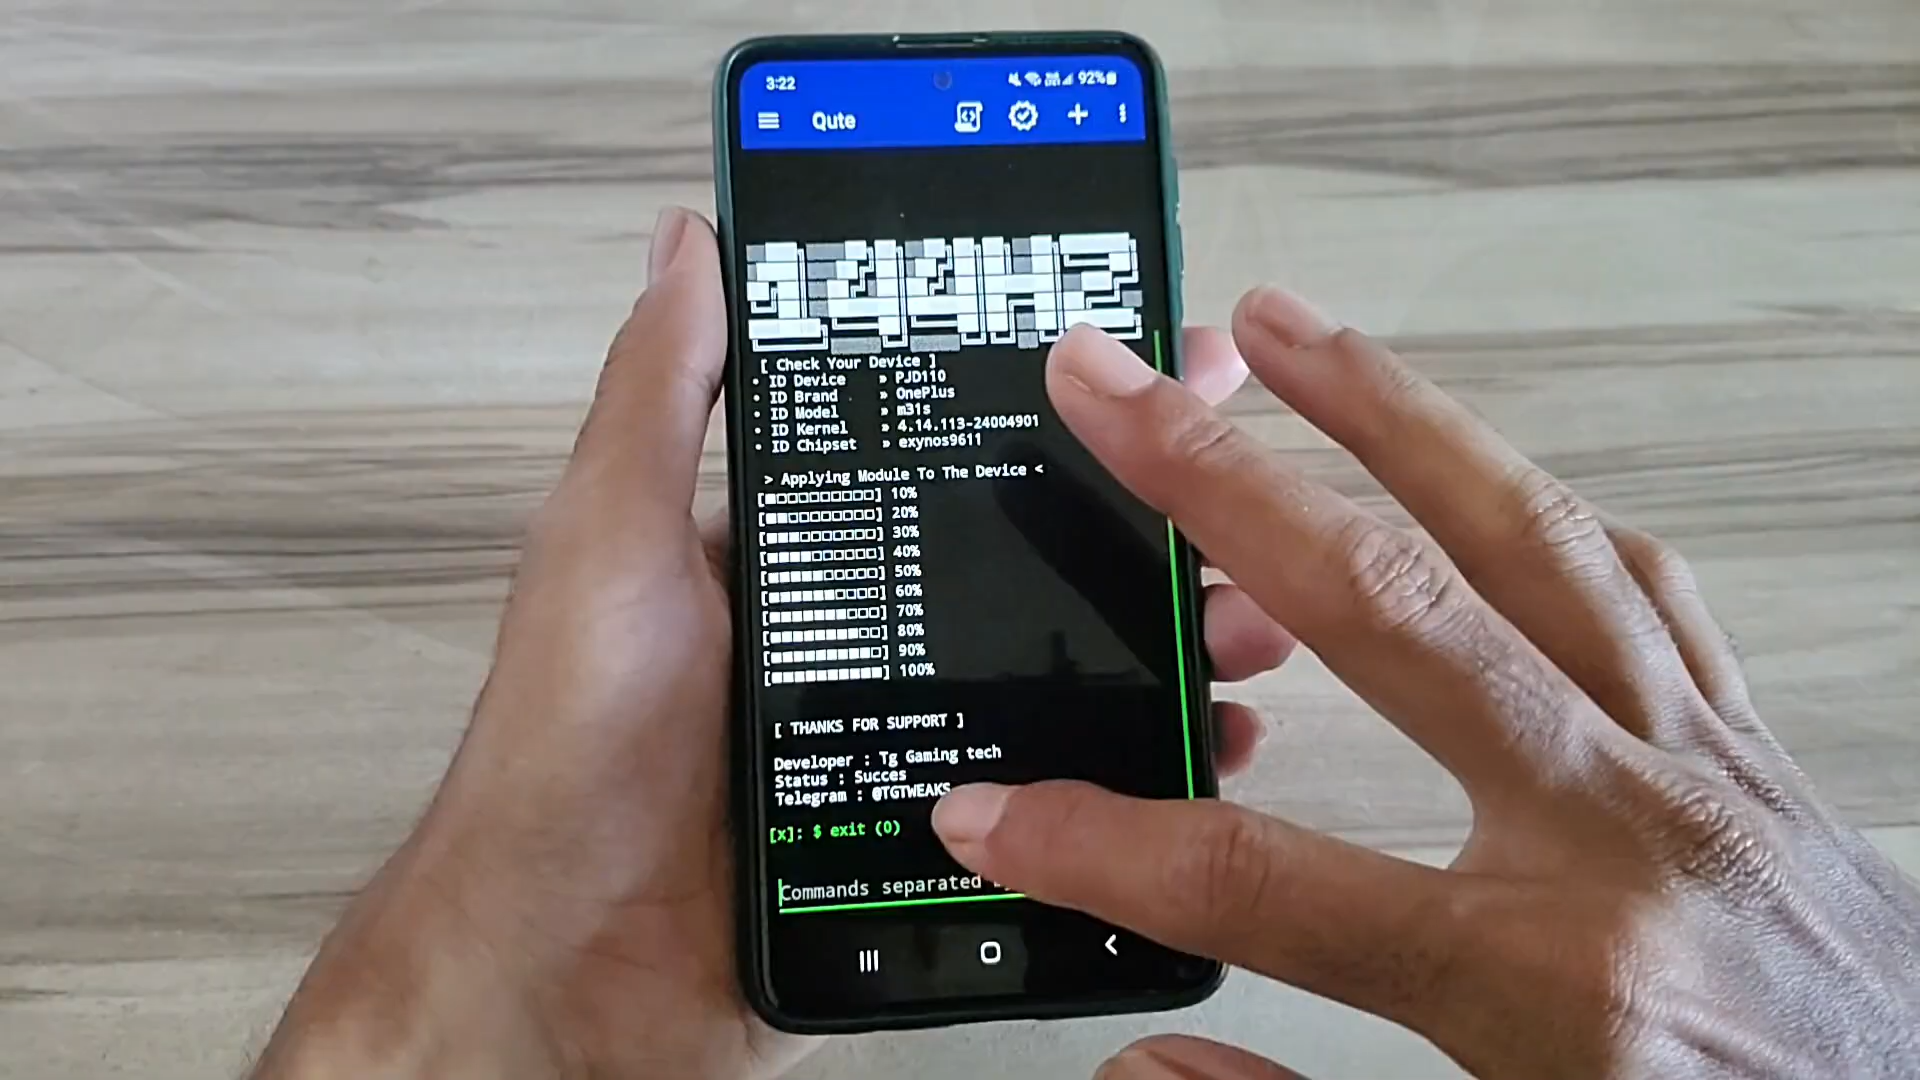 3:22
92%
Qute
144HZ
[ Check Your Device ]
• ID Device » PJD110
• ID Brand » OnePlus
• ID Model » m31s
• ID Kernel » 4.14.113-24004901
• ID Chipset » exynos9611
> Applying Module To The Device <
[■□□□□□□□□□] 10%
[■■□□□□□□□□] 20%
[■■■□□□□□□□] 30%
[■■■■□□□□□□] 40%
[■■■■■□□□□□] 50%
[■■■■■■□□□□] 60%
[■■■■■■■□□□] 70%
[■■■■■■■■□□] 80%
[■■■■■■■■■□] 90%
[■■■■■■■■■■] 100%
[ THANKS FOR SUPPORT ]
Developer : Tg Gaming tech
Status : Succes
Telegram : @TGTWEAKS
[x]: $ exit (0)
Commands separated